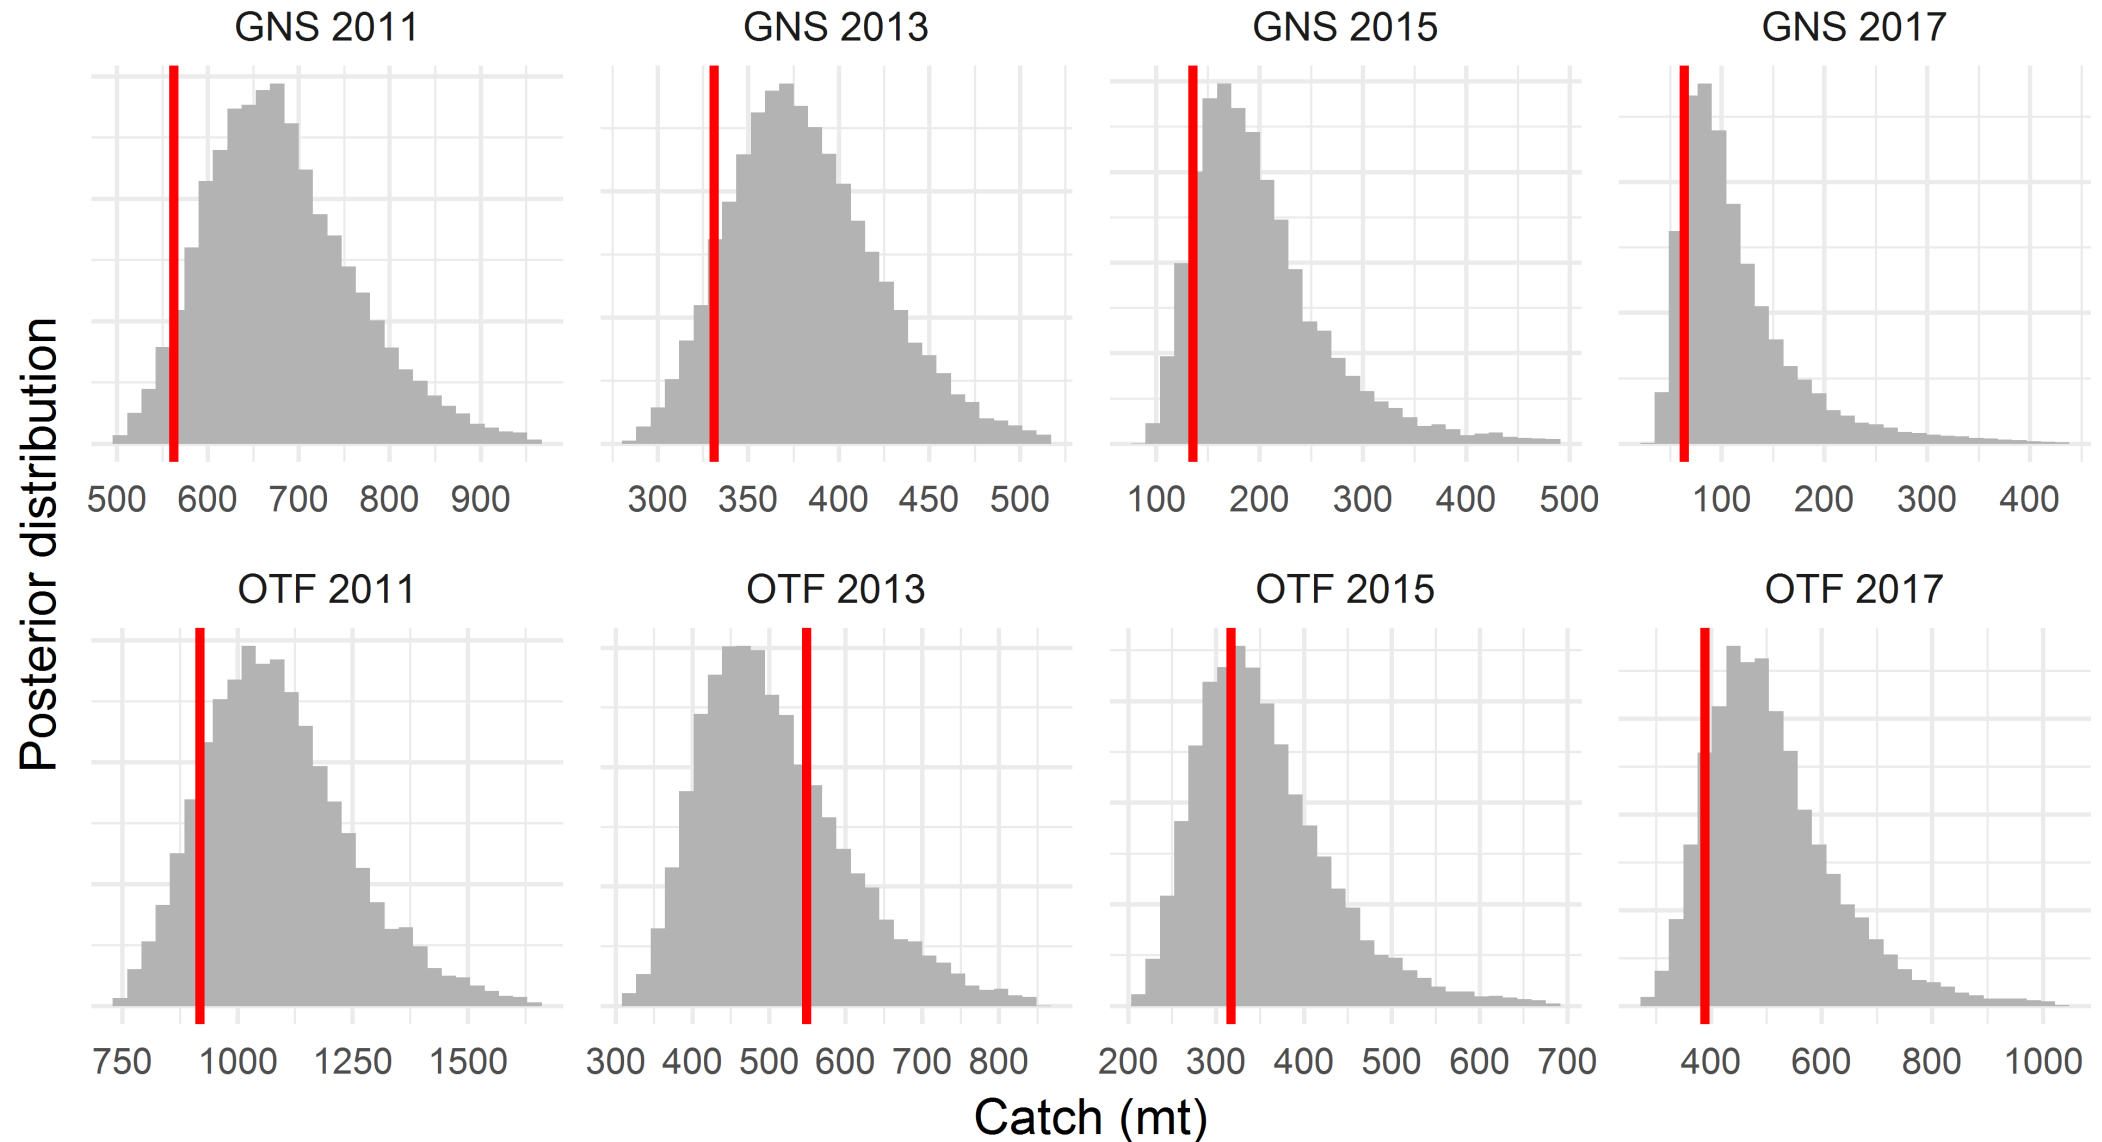 GNS 2011 GNS 2013 GNS 2015 GNS 2017
500 600 700 800 900 300 350 400 450 500 100 200 300 400 500 100 200 300 400
Posterior distribution
OTF 2011 OTF 2013 OTF 2015 OTF 2017
750 1000 1250 1500 300 400 500 600 700 800 200 300 400 500 600 700 400 600 800 1000
Catch (mt)